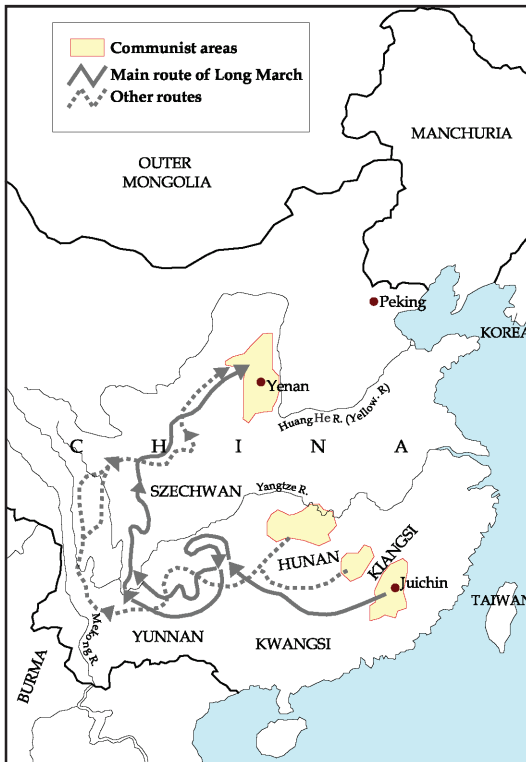 Communist areas
Main route of Long March
Other routes
MANCHURIA
OUTER
MONGOLIA
Peking
KOREA
Yenan
Huang He R. (Yellow. R)
C H I N A
SZECHWAN
Yangtze R.
HUNAN
KIANGSI
Juichin
TAIWAN
Mekong R.
YUNNAN
KWANGSI
BURMA